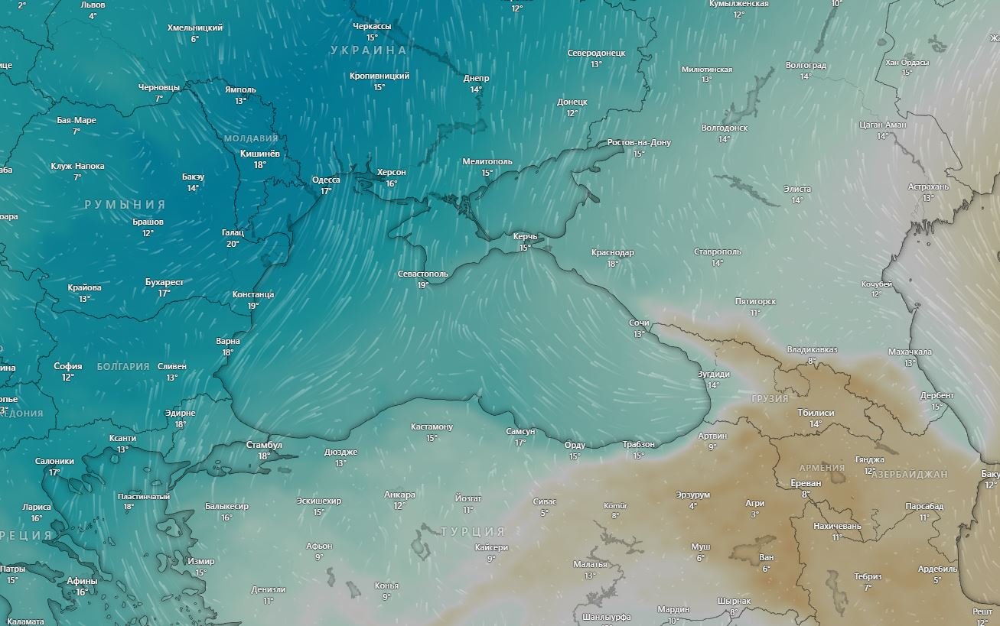 2°
Львов
4°
12°
Кумылженская
12°
10°
Хмельницкий
6°
Черкассы
15°
УКРАИНА
Северодонецк
13°
Милютинская
13°
Волгоград
14°
Хан Ордасы
15°
Черновцы
7°
Ямполь
13°
Кропивницкий
15°
Днепр
14°
Донецк
12°
Бая-Маре
7°
МОЛДАВИЯ
Кишинёв
18°
Волгодонск
14°
Цаган Аман
14°
Ростов-на-Дону
15°
Клуж-Напока
7°
Бакэу
14°
Одесса
17°
Херсон
16°
Мелитополь
15°
Элиста
14°
Астрахань
13°
РУМЫНИЯ
Брашов
12°
Галац
20°
Керчь
15°
Краснодар
18°
Ставрополь
14°
Севастополь
19°
Крайова
13°
Бухарест
17°
Констанца
19°
Кочубей
12°
Пятигорск
11°
Сочи
13°
Варна
18°
Владикавказ
8°
Махачкала
13°
София
12°
БОЛГАРИЯ
Сливен
13°
Зугдиди
14°
ГРУЗИЯ
Дербент
15°
Эдирне
18°
Тбилиси
14°
Ксанти
13°
Стамбул
18°
Дюздже
13°
Кастамону
15°
Самсун
17°
Орду
15°
Трабзон
15°
Артвин
9°
Салоники
17°
АРМЕНИЯ
Гянджа
12°
АЗЕРБАЙДЖАН
Баку
12°
Ереван
8°
Лариса
16°
Пластинчатый
18°
Балыкесир
16°
Эскишехир
15°
Анкара
12°
Йозгат
11°
Сивас
5°
Kömür
8°
Эрзурум
4°
Агри
3°
Парсабад
11°
РЕЦИЯ
ТУРЦИЯ
Нахичевань
11°
Афьон
9°
Кайсери
9°
Муш
6°
Ван
6°
Патры
15°
Измир
15°
Малатья
13°
Тебриз
7°
Ардебиль
5°
Афины
16°
Денизли
11°
Конья
9°
Мардин
10°
Шырнак
8°
Шанлыурфа
Решт
12°
Каламата